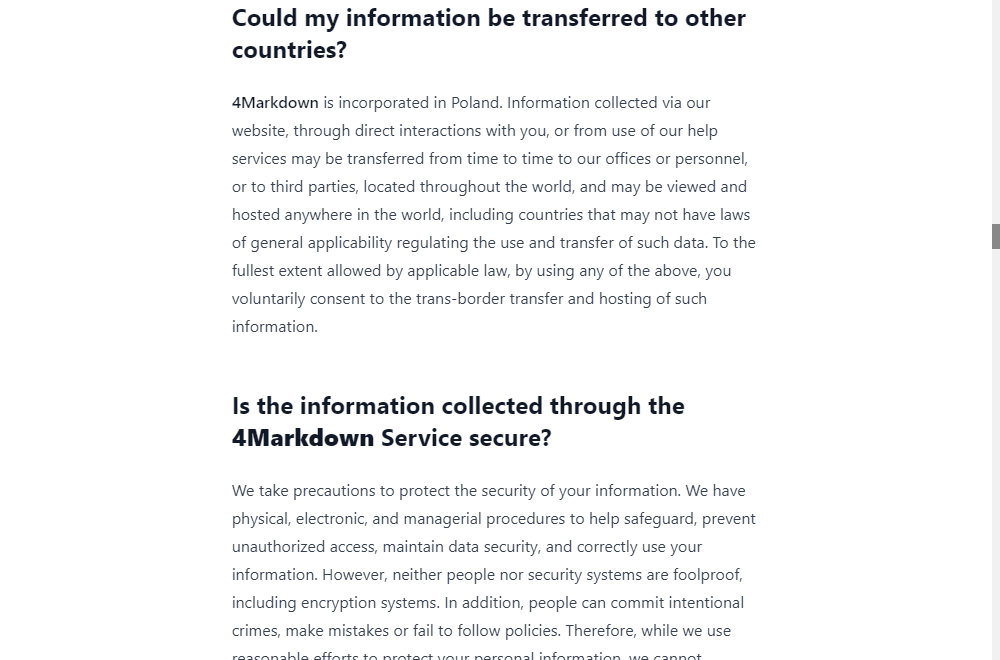 Could my information be transferred to other
countries?
4Markdown is incorporated in Poland. Information collected via our
website, through direct interactions with you, or from use of our help
services may be transferred from time to time to our offices or personnel,
or to third parties, located throughout the world, and may be viewed and
hosted anywhere in the world, including countries that may not have laws
of general applicability regulating the use and transfer of such data. To the
fullest extent allowed by applicable law, by using any of the above, you
voluntarily consent to the trans-border transfer and hosting of such
information.
Is the information collected through the
4Markdown Service secure?
We take precautions to protect the security of your information. We have
physical, electronic, and managerial procedures to help safeguard, prevent
unauthorized access, maintain data security, and correctly use your
information. However, neither people nor security systems are foolproof,
including encryption systems. In addition, people can commit intentional
crimes, make mistakes or fail to follow policies. Therefore, while we use
reasonable efforts to protect your personal information, we cannot